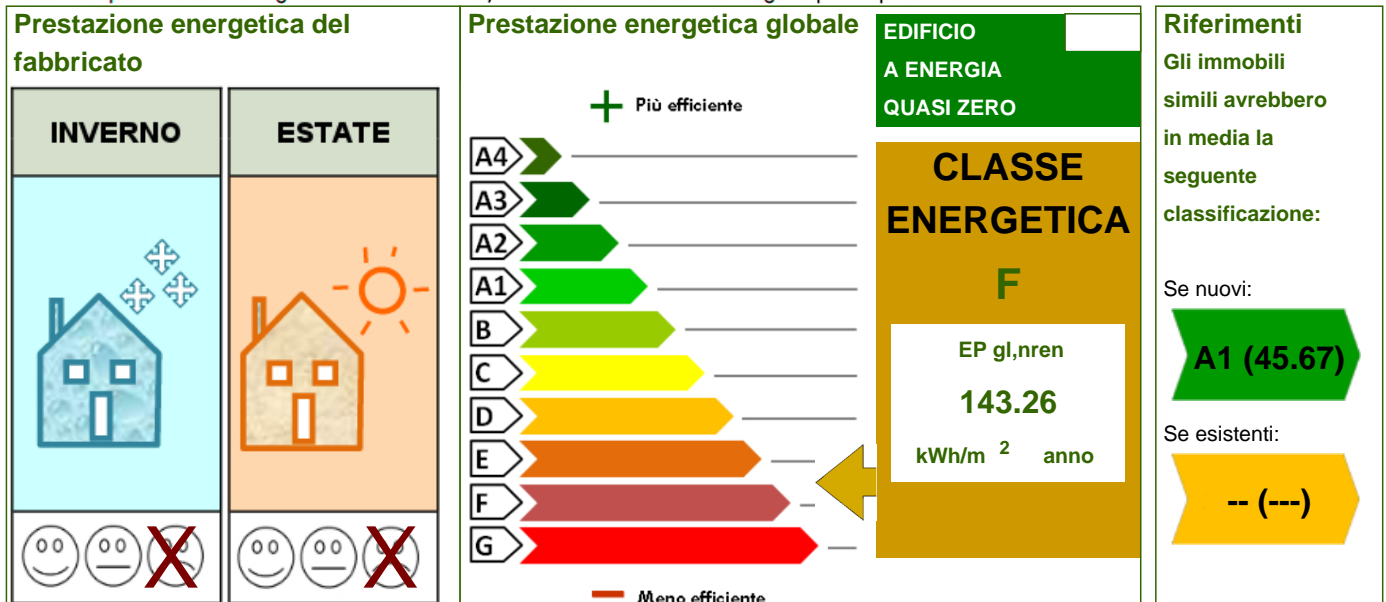 Prestazione energetica del
fabbricato
INVERNO
ESTATE
Prestazione energetica globale
Più efficiente
A4
A3
A2
A1
B
C
D
E
F
G
Meno efficiente
EDIFICIO
A ENERGIA
QUASI ZERO
CLASSE
ENERGETICA
F
EP gl,nren
143.26
kWh/m 2 anno
Riferimenti
Gli immobili
simili avrebbero
in media la
seguente
classificazione:
Se nuovi:
A1 (45.67)
Se esistenti:
-- (---)